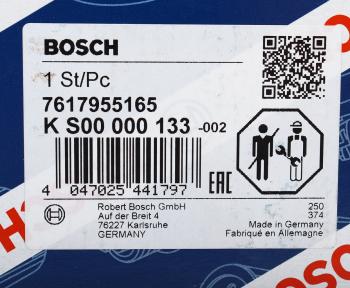 BOSCH
1 St/Pc
7617955165
K S00 000 133 -002
4 047025 441797
EAC
Robert Bosch GmbH
Auf der Breit 4
76227 Karlsruhe
GERMANY
250
374
Made in Germany
Fabriqué en Allemagne